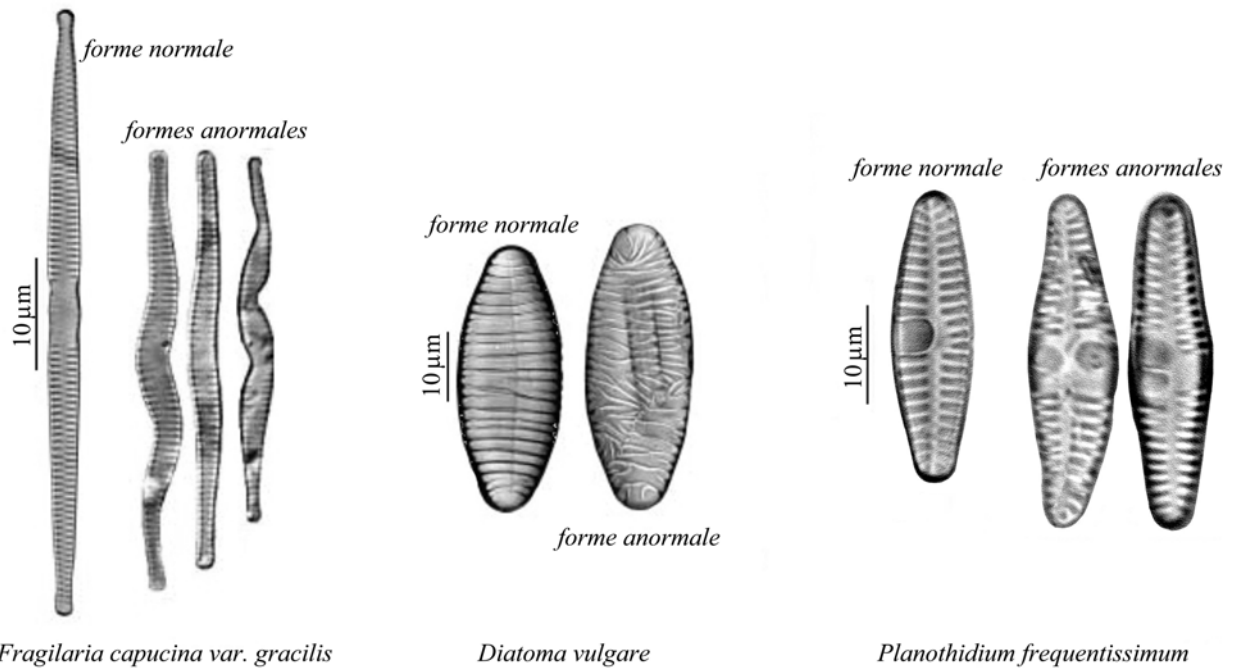 forme normale
formes anormales
10 µm
Fragilaria capucina var. gracilis
forme normale
10 µm
forme anormale
Diatoma vulgare
forme normale
formes anormales
10 µm
Planothidium frequentissimum